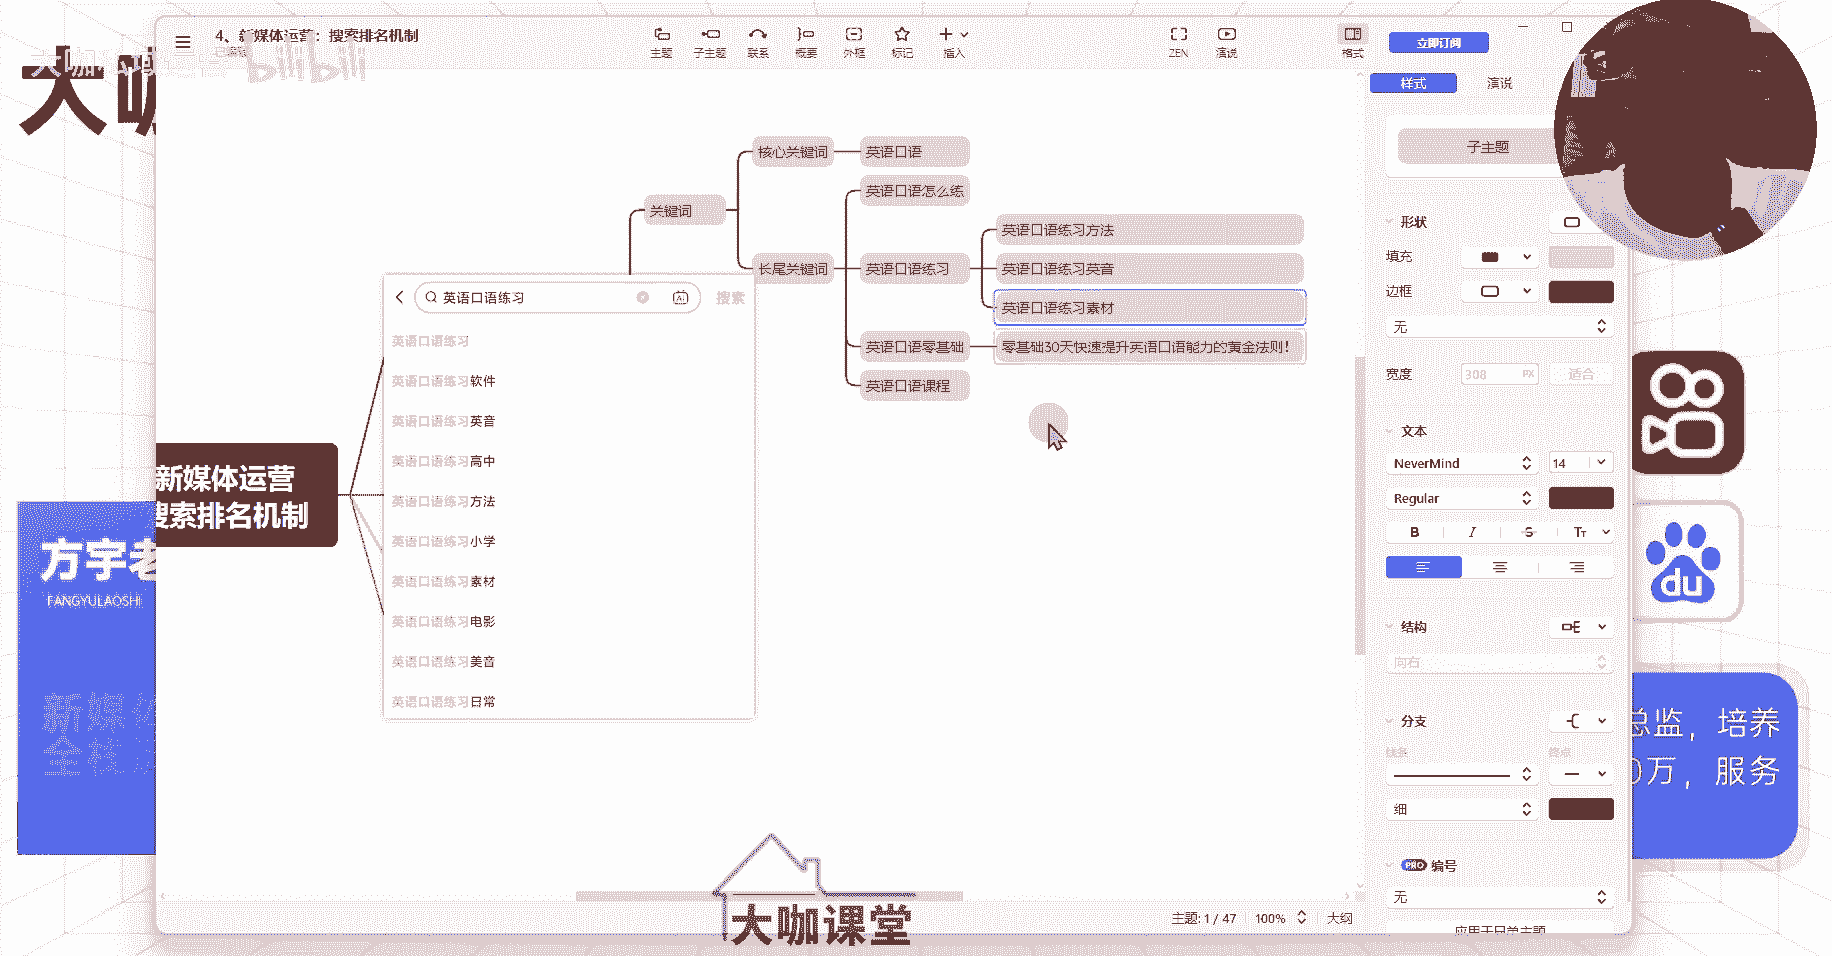 4、新媒体运营：搜索排名机制
bilibili
大咖
主题
子主题
联系
概要
外框
标记
插入
ZEN
演说
格式
立即订阅
样式
演说
子主题
核心关键词
英语口语
关键词
英语口语怎么练
长尾关键词
英语口语练习
英语口语练习方法
英语口语练习英音
英语口语练习素材
英语口语零基础
零基础30天快速提升英语口语能力的黄金法则！
英语口语课程
英语口语练习
搜索
英语口语练习
英语口语练习软件
英语口语练习英音
英语口语练习高中
英语口语练习方法
英语口语练习小学
英语口语练习素材
英语口语练习电影
英语口语练习美音
英语口语练习日常
新媒体运营
搜索排名机制
方宇老
FANGYULAOSHI
新媒体
全栈
形状
填充
边框
无
宽度
308
PX
适合
文本
NeverMind
14
Regular
B
I
S
Tт
结构
向右
分支
线条
终点
细
PRO
编号
无
du
总监，培养
0万，服务
大咖课堂
主题: 1 / 47
100%
大纲